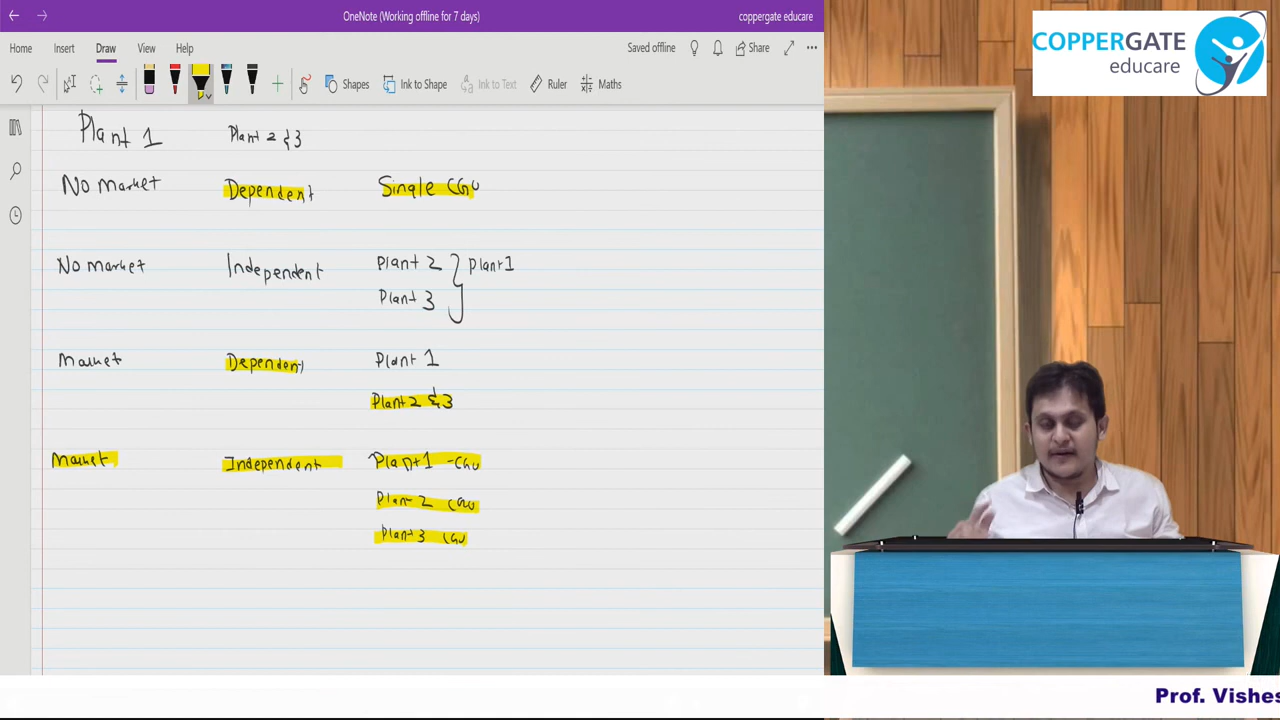 OneNote (Working offline for 7 days)
coppergate educare
Home Insert Draw View Help
Saved offline
Share
Shapes
Ink to Shape
Ink to Text
Ruler
Maths
COPPERGATE
educare
Plant 1 Plant 2 & 3
No market Dependent Single CGU
No market Independent Plant 2 Plant 1
Plant 3
Market Dependent Plant 1
Plant 2 & 3
Market Independent Plant 1 - CGU
Plant 2 CGU
Plant 3 CGU
Prof. Vishes